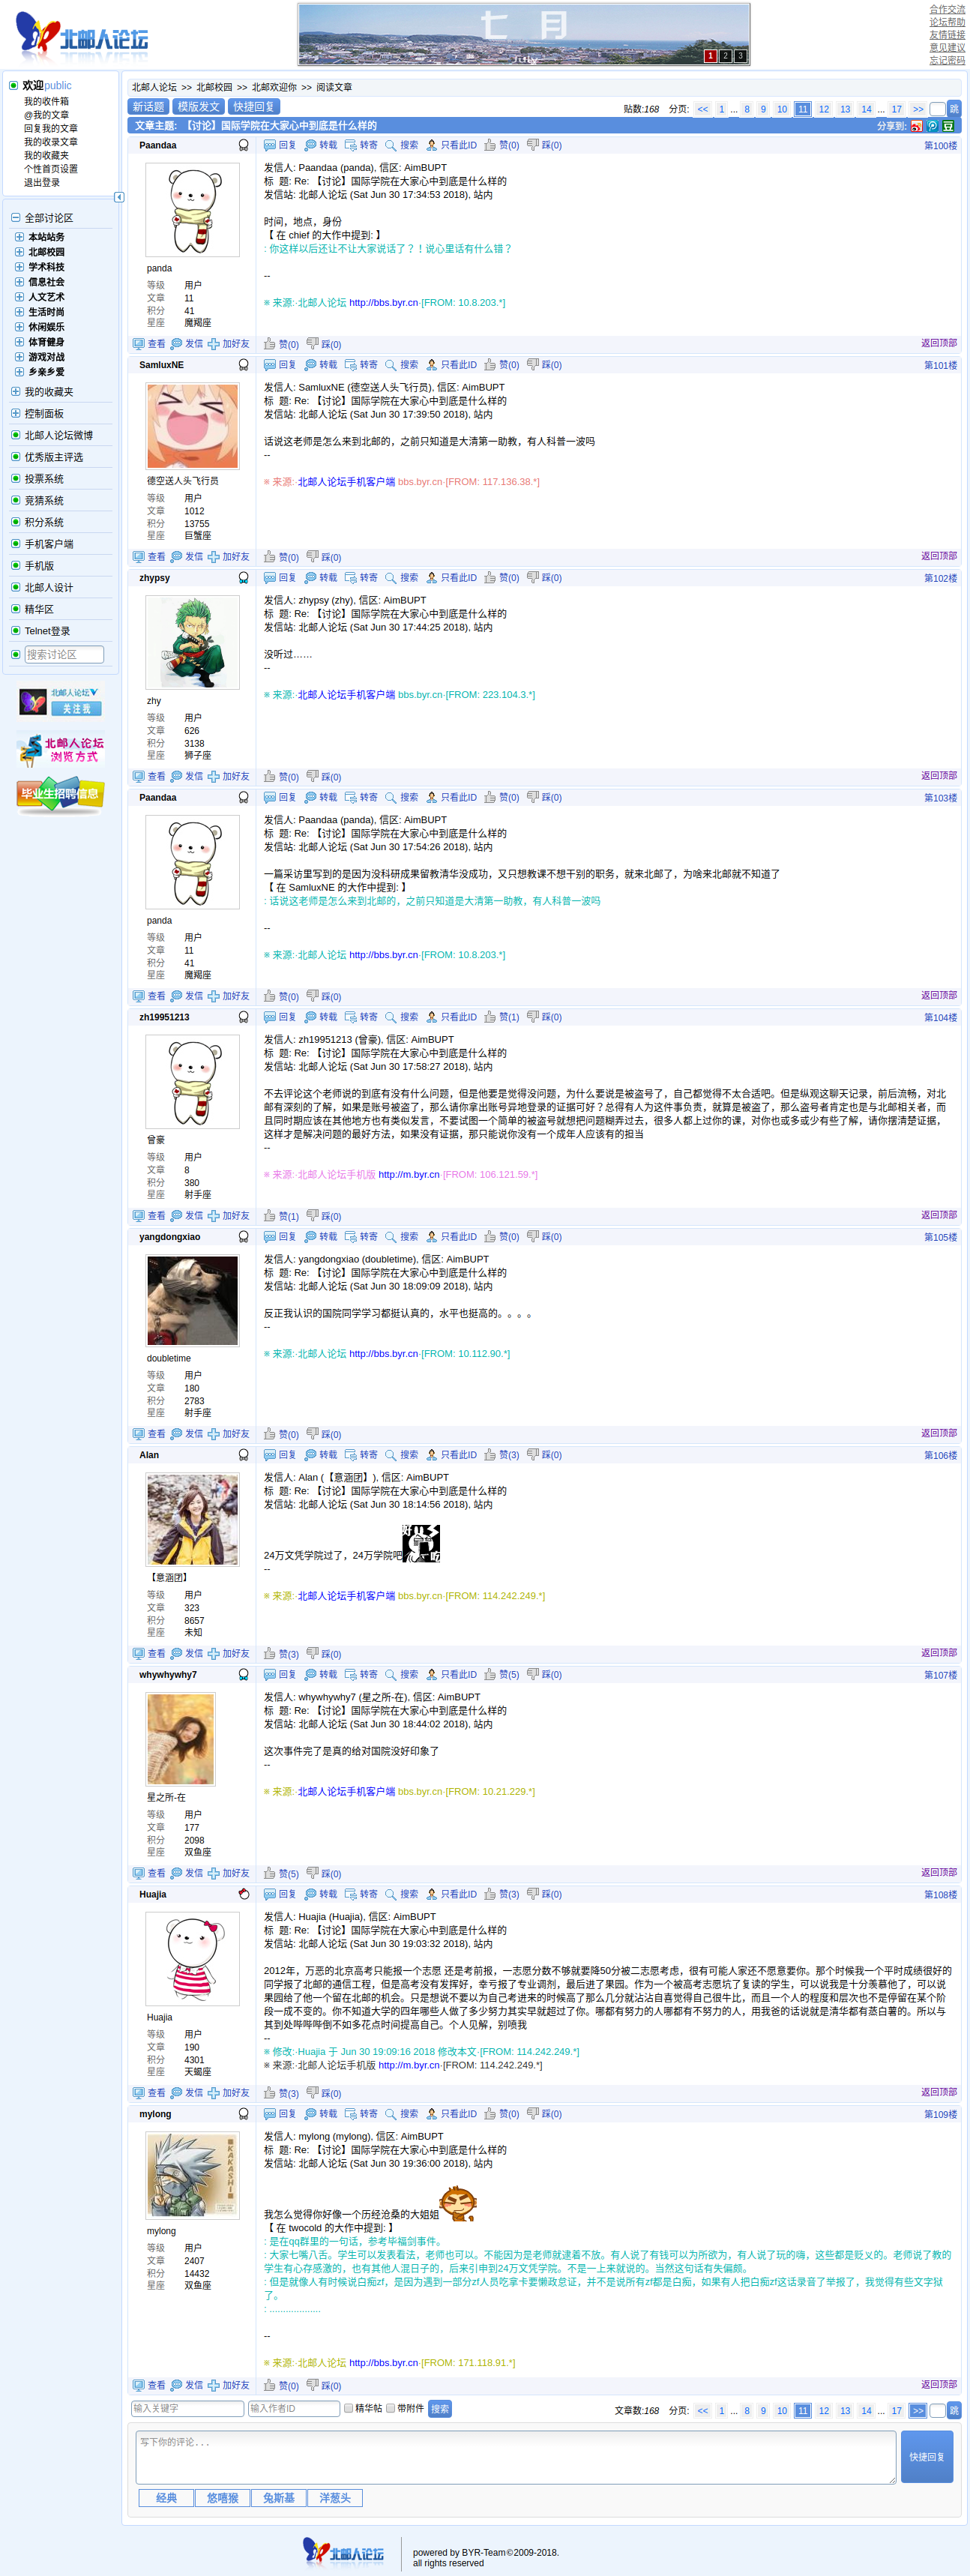 北邮人论坛
七 月
July
1 2 3
合作交流
论坛帮助
友情链接
意见建议
忘记密码
欢迎public
我的收件箱
@我的文章
回复我的文章
我的收录文章
我的收藏夹
个性首页设置
退出登录
全部讨论区
本站站务
北邮校园
学术科技
信息社会
人文艺术
生活时尚
休闲娱乐
体育健身
游戏对战
乡亲乡爱
我的收藏夹
控制面板
北邮人论坛微博
优秀版主评选
投票系统
竞猜系统
积分系统
手机客户端
手机版
北邮人设计
精华区
Telnet登录
搜索讨论区
北邮人论坛
关注我
北邮人论坛
浏览方式
毕业生招聘信息
北邮人论坛 >> 北邮校园 >> 北邮欢迎你 >> 阅读文章
新话题 模版发文 快捷回复
贴数:168 分页: << 1 ... 8 9 10 11 12 13 14 ... 17 >> 跳
文章主题: 【讨论】国际学院在大家心中到底是什么样的
分享到:
Paandaa
回复 转载 转寄 搜索 只看此ID 赞(0) 踩(0)
第100楼
panda
等级 用户
文章 11
积分 41
星座 魔羯座
发信人: Paandaa (panda), 信区: AimBUPT
标 题: Re: 【讨论】国际学院在大家心中到底是什么样的
发信站: 北邮人论坛 (Sat Jun 30 17:34:53 2018), 站内
时间，地点，身份
【 在 chief 的大作中提到: 】
: 你这样以后还让不让大家说话了？！说心里话有什么错？
--
※ 来源:·北邮人论坛 http://bbs.byr.cn·[FROM: 10.8.203.*]
查看 发信 加好友
赞(0) 踩(0)
返回顶部
SamluxNE
回复 转载 转寄 搜索 只看此ID 赞(0) 踩(0)
第101楼
德空送人头飞行员
等级 用户
文章 1012
积分 13755
星座 巨蟹座
发信人: SamluxNE (德空送人头飞行员), 信区: AimBUPT
标 题: Re: 【讨论】国际学院在大家心中到底是什么样的
发信站: 北邮人论坛 (Sat Jun 30 17:39:50 2018), 站内
话说这老师是怎么来到北邮的，之前只知道是大清第一助教，有人科普一波吗
--
※ 来源:·北邮人论坛手机客户端 bbs.byr.cn·[FROM: 117.136.38.*]
查看 发信 加好友
赞(0) 踩(0)
返回顶部
zhypsy
回复 转载 转寄 搜索 只看此ID 赞(0) 踩(0)
第102楼
zhy
等级 用户
文章 626
积分 3138
星座 狮子座
发信人: zhypsy (zhy), 信区: AimBUPT
标 题: Re: 【讨论】国际学院在大家心中到底是什么样的
发信站: 北邮人论坛 (Sat Jun 30 17:44:25 2018), 站内
没听过……
--
※ 来源:·北邮人论坛手机客户端 bbs.byr.cn·[FROM: 223.104.3.*]
查看 发信 加好友
赞(0) 踩(0)
返回顶部
Paandaa
回复 转载 转寄 搜索 只看此ID 赞(0) 踩(0)
第103楼
panda
等级 用户
文章 11
积分 41
星座 魔羯座
发信人: Paandaa (panda), 信区: AimBUPT
标 题: Re: 【讨论】国际学院在大家心中到底是什么样的
发信站: 北邮人论坛 (Sat Jun 30 17:54:26 2018), 站内
一篇采访里写到的是因为没科研成果留教清华没成功，又只想教课不想干别的职务，就来北邮了，为啥来北邮就不知道了
【 在 SamluxNE 的大作中提到: 】
: 话说这老师是怎么来到北邮的，之前只知道是大清第一助教，有人科普一波吗
--
※ 来源:·北邮人论坛 http://bbs.byr.cn·[FROM: 10.8.203.*]
查看 发信 加好友
赞(0) 踩(0)
返回顶部
zh19951213
回复 转载 转寄 搜索 只看此ID 赞(1) 踩(0)
第104楼
曾豪
等级 用户
文章 8
积分 380
星座 射手座
发信人: zh19951213 (曾豪), 信区: AimBUPT
标 题: Re: 【讨论】国际学院在大家心中到底是什么样的
发信站: 北邮人论坛 (Sat Jun 30 17:58:27 2018), 站内
不去评论这个老师说的到底有没有什么问题，但是他要是觉得没问题，为什么要说是被盗号了，自己都觉得不太合适吧。但是纵观这聊天记录，前后流畅，对北
邮有深刻的了解，如果是账号被盗了，那么请你拿出账号异地登录的证据可好？总得有人为这件事负责，就算是被盗了，那么盗号者肯定也是与北邮相关者，而
且同时期应该在其他地方也有类似发言，不要试图一个简单的被盗号就想把问题糊弄过去，很多人都上过你的课，对你也或多或少有些了解，请你摆清楚证据，
这样才是解决问题的最好方法，如果没有证据，那只能说你没有一个成年人应该有的担当
--
※ 来源:·北邮人论坛手机版 http://m.byr.cn·[FROM: 106.121.59.*]
查看 发信 加好友
赞(1) 踩(0)
返回顶部
yangdongxiao
回复 转载 转寄 搜索 只看此ID 赞(0) 踩(0)
第105楼
doubletime
等级 用户
文章 180
积分 2783
星座 射手座
发信人: yangdongxiao (doubletime), 信区: AimBUPT
标 题: Re: 【讨论】国际学院在大家心中到底是什么样的
发信站: 北邮人论坛 (Sat Jun 30 18:09:09 2018), 站内
反正我认识的国院同学学习都挺认真的，水平也挺高的。。。。
--
※ 来源:·北邮人论坛 http://bbs.byr.cn·[FROM: 10.112.90.*]
查看 发信 加好友
赞(0) 踩(0)
返回顶部
Alan
回复 转载 转寄 搜索 只看此ID 赞(3) 踩(0)
第106楼
【意涵团】
等级 用户
文章 323
积分 8657
星座 未知
发信人: Alan (【意涵团】), 信区: AimBUPT
标 题: Re: 【讨论】国际学院在大家心中到底是什么样的
发信站: 北邮人论坛 (Sat Jun 30 18:14:56 2018), 站内
24万文凭学院过了，24万学院吧
--
※ 来源:·北邮人论坛手机客户端 bbs.byr.cn·[FROM: 114.242.249.*]
查看 发信 加好友
赞(3) 踩(0)
返回顶部
whywhywhy7
回复 转载 转寄 搜索 只看此ID 赞(5) 踩(0)
第107楼
星之所-在
等级 用户
文章 177
积分 2098
星座 双鱼座
发信人: whywhywhy7 (星之所-在), 信区: AimBUPT
标 题: Re: 【讨论】国际学院在大家心中到底是什么样的
发信站: 北邮人论坛 (Sat Jun 30 18:44:02 2018), 站内
这次事件完了是真的给对国院没好印象了
--
※ 来源:·北邮人论坛手机客户端 bbs.byr.cn·[FROM: 10.21.229.*]
查看 发信 加好友
赞(5) 踩(0)
返回顶部
Huajia
回复 转载 转寄 搜索 只看此ID 赞(3) 踩(0)
第108楼
Huajia
等级 用户
文章 190
积分 4301
星座 天蝎座
发信人: Huajia (Huajia), 信区: AimBUPT
标 题: Re: 【讨论】国际学院在大家心中到底是什么样的
发信站: 北邮人论坛 (Sat Jun 30 19:03:32 2018), 站内
2012年，万恶的北京高考只能报一个志愿 还是考前报，一志愿分数不够就要降50分被二志愿考虑，很有可能人家还不愿意要你。那个时候我一个平时成绩很好的
同学报了北邮的通信工程，但是高考没有发挥好，幸亏报了专业调剂，最后进了果园。作为一个被高考志愿坑了复读的学生，可以说我是十分羡慕他了，可以说
果园给了他一个留在北邮的机会。只是想说不要以为自己考进来的时候高了那么几分就沾沾自喜觉得自己很牛比，而且一个人的程度和层次也不是停留在某个阶
段一成不变的。你不知道大学的四年哪些人做了多少努力其实早就超过了你。哪都有努力的人哪都有不努力的人，用我爸的话说就是清华都有蒸白薯的。所以与
其到处哔哔哔倒不如多花点时间提高自己。个人见解，别喷我
--
※ 修改:·Huajia 于 Jun 30 19:09:16 2018 修改本文·[FROM: 114.242.249.*]
※ 来源:·北邮人论坛手机版 http://m.byr.cn·[FROM: 114.242.249.*]
查看 发信 加好友
赞(3) 踩(0)
返回顶部
mylong
回复 转载 转寄 搜索 只看此ID 赞(0) 踩(0)
第109楼
KAKASHI
mylong
等级 用户
文章 2407
积分 14432
星座 双鱼座
发信人: mylong (mylong), 信区: AimBUPT
标 题: Re: 【讨论】国际学院在大家心中到底是什么样的
发信站: 北邮人论坛 (Sat Jun 30 19:36:00 2018), 站内
我怎么觉得你好像一个历经沧桑的大姐姐
【 在 twocold 的大作中提到: 】
: 是在qq群里的一句话，参考毕福剑事件。
: 大家七嘴八舌。学生可以发表看法，老师也可以。不能因为是老师就逮着不放。有人说了有钱可以为所欲为，有人说了玩的嗨，这些都是贬义的。老师说了教的
学生有心存感激的，也有其他人混日子的，后来引申到24万文凭学院。不是一上来就说的。当然这句话有失偏颇。
: 但是就像人有时候说白痴zf，是因为遇到一部分zf人员吃拿卡要懒政怠证，并不是说所有zf都是白痴，如果有人把白痴zf这话录音了举报了，我觉得有些文字狱
了。
: ...................
--
※ 来源:·北邮人论坛 http://bbs.byr.cn·[FROM: 171.118.91.*]
查看 发信 加好友
赞(0) 踩(0)
返回顶部
输入关键字 输入作者ID 精华帖 带附件 搜索
文章数:168 分页: << 1 ... 8 9 10 11 12 13 14 ... 17 >> 跳
写下你的评论...
快捷回复
经典 悠嘻猴 兔斯基 洋葱头
北邮人论坛
powered by BYR-Team©2009-2018.
all rights reserved